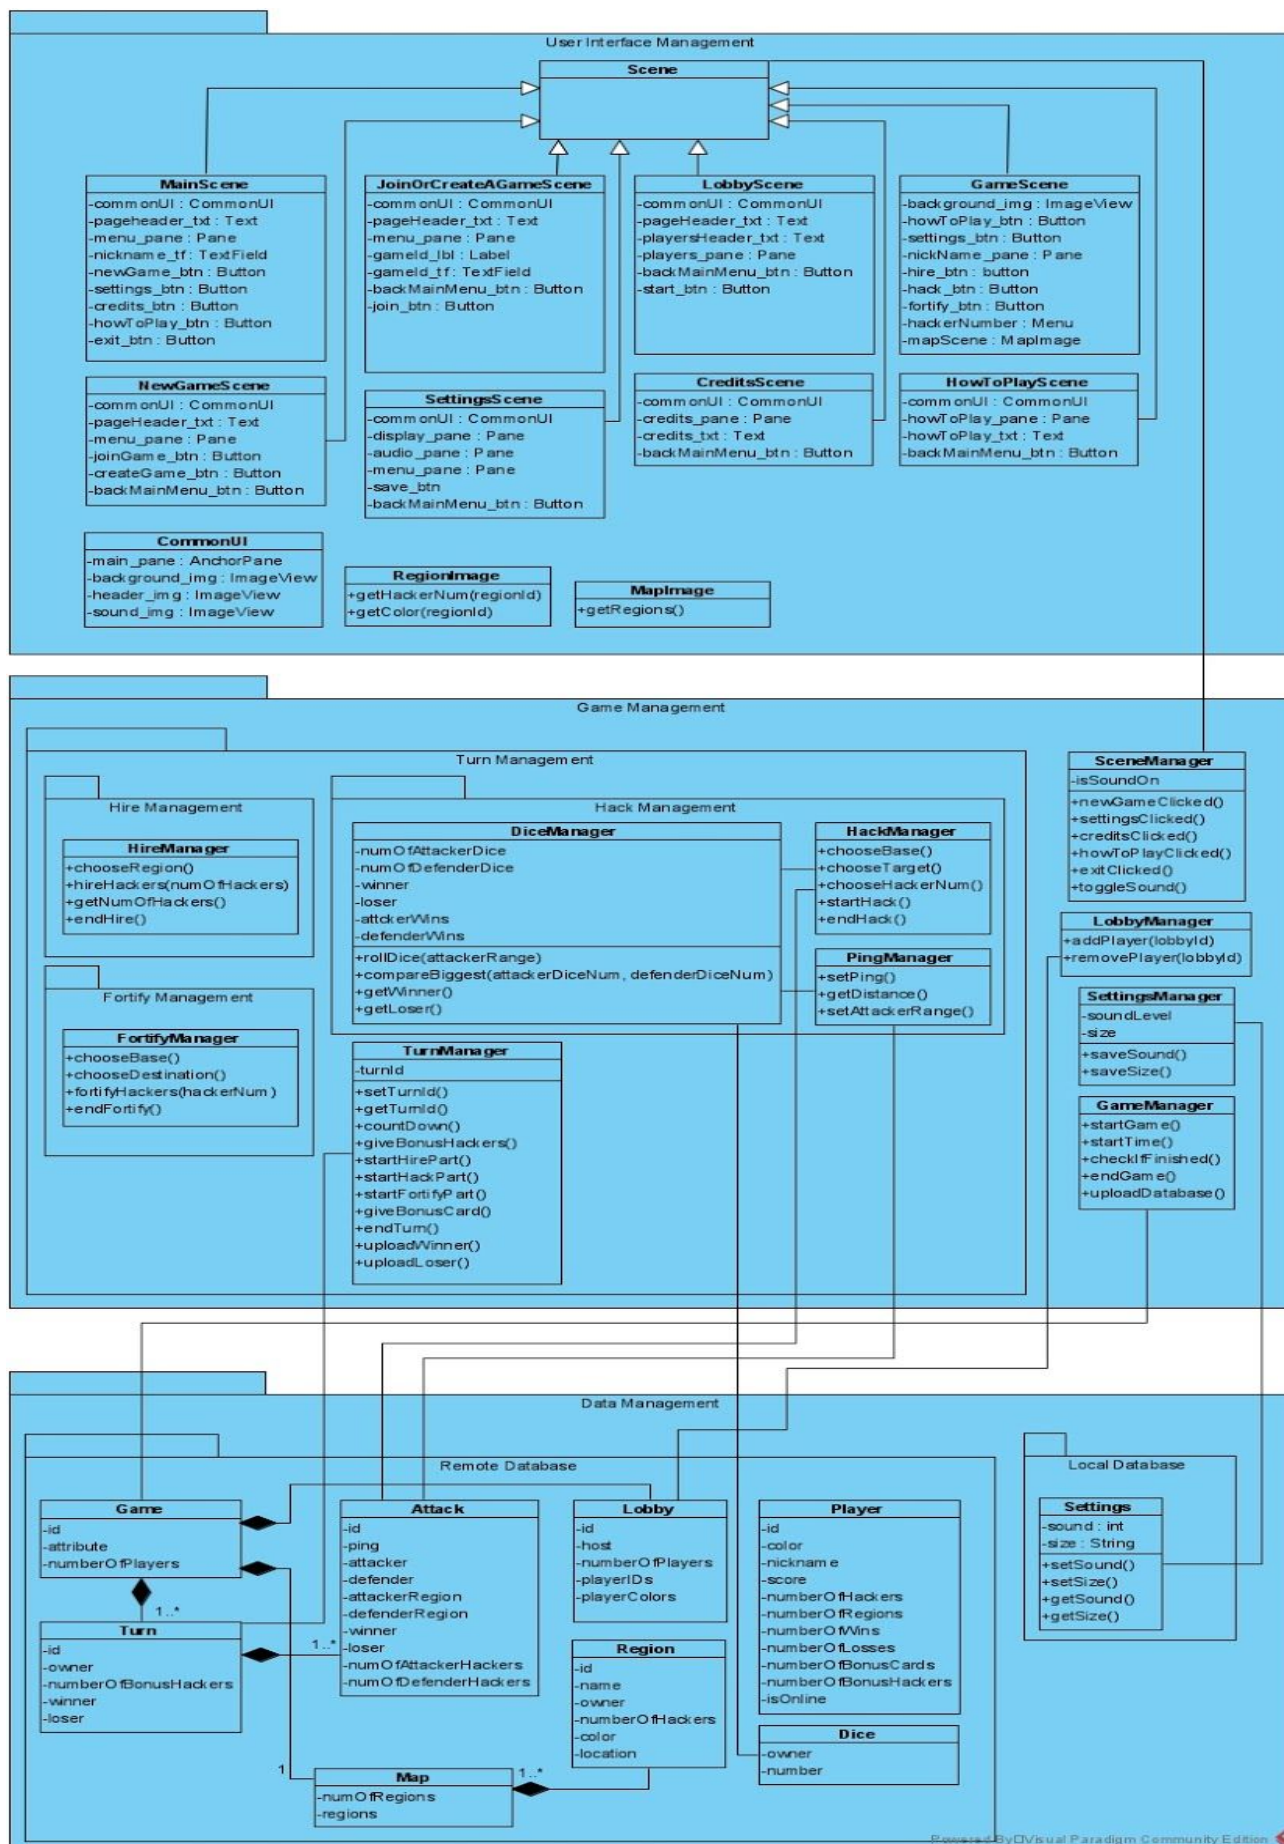 User Interface Management
Scene
MainScene
-commonUI : CommonUI
-pageheader_txt : Text
-menu_pane : Pane
-nickname_tf : TextField
-newGame_btn : Button
-settings_btn : Button
-credits_btn : Button
-howToPlay_btn : Button
-exit_btn : Button
JoinOrCreateAGameScene
-commonUI : CommonUI
-pageHeader_txt : Text
-menu_pane : Pane
-gameId_lbl : Label
-gameId_tf : TextField
-backMainMenu_btn : Button
-join_btn : Button
LobbyScene
-commonUI : CommonUI
-pageHeader_txt : Text
-playersHeader_txt : Text
-players_pane : Pane
-backMainMenu_btn : Button
-start_btn : Button
GameScene
-background_img : ImageView
-howToPlay_btn : Button
-settings_btn : Button
-nickName_pane : Pane
-hire_btn : button
-hack_btn : Button
-fortify_btn : Button
-hackerNumber : Menu
-mapScene : MapImage
NewGameScene
-commonUI : CommonUI
-pageHeader_txt : Text
-menu_pane : Pane
-joinGame_btn : Button
-createGame_btn : Button
-backMainMenu_btn : Button
SettingsScene
-commonUI : CommonUI
-display_pane : Pane
-audio_pane : Pane
-menu_pane : Pane
-save_btn
-backMainMenu_btn : Button
CreditsScene
-commonUI : CommonUI
-credits_pane : Pane
-credits_txt : Text
-backMainMenu_btn : Button
HowToPlayScene
-commonUI : CommonUI
-howToPlay_pane : Pane
-howToPlay_txt : Text
-backMainMenu_btn : Button
CommonUI
-main_pane : AnchorPane
-background_img : ImageView
-header_img : ImageView
-sound_img : ImageView
RegionImage
+getHackerNum(regionId)
+getColor(regionId)
MapImage
+getRegions()
Game Management
Turn Management
Hire Management
HireManager
+chooseRegion()
+hireHackers(numOfHackers)
+getNumOfHackers()
+endHire()
Fortify Management
FortifyManager
+chooseBase()
+chooseDestination()
+fortifyHackers(hackerNum)
+endFortify()
Hack Management
DiceManager
-numOfAttackerDice
-numOfDefenderDice
-winner
-loser
-attckerWins
-defenderWins
+rollDice(attackerRange)
+compareBiggest(attackerDiceNum, defenderDiceNum)
+getWinner()
+getLoser()
HackManager
+chooseBase()
+chooseTarget()
+chooseHackerNum()
+startHack()
+endHack()
PingManager
+setPing()
+getDistance()
+setAttackerRange()
TurnManager
-turnId
+setTurnId()
+getTurnId()
+countDown()
+giveBonusHackers()
+startHirePart()
+startHackPart()
+startFortifyPart()
+giveBonusCard()
+endTurn()
+uploadWinner()
+uploadLoser()
SceneManager
-isSoundOn
+newGameClicked()
+settingsClicked()
+creditsClicked()
+howToPlayClicked()
+exitClicked()
+toggleSound()
LobbyManager
+addPlayer(lobbyId)
+removePlayer(lobbyId)
SettingsManager
-soundLevel
-size
+saveSound()
+saveSize()
GameManager
+startGame()
+startTime()
+checkIfFinished()
+endGame()
+uploadDatabase()
Data Management
Remote Database
Game
-id
-attribute
-numberOfPlayers
1..*
Turn
-id
-owner
-numberOfBonusHackers
-winner
-loser
1..*
Attack
-id
-ping
-attacker
-defender
-attackerRegion
-defenderRegion
-winner
-loser
-numOfAttackerHackers
-numOfDefenderHackers
Lobby
-id
-host
-numberOfPlayers
-playerIDs
-playerColors
Region
-id
-name
-owner
-numberOfHackers
-color
-location
1
Map
-numOfRegions
-regions
1..*
Player
-id
-color
-nickname
-score
-numberOfHackers
-numberOfRegions
-numberOfWins
-numberOfLosses
-numberOfBonusCards
-numberOfBonusHackers
-isOnline
Dice
-owner
-number
Local Database
Settings
-sound : int
-size : String
+setSound()
+setSize()
+getSound()
+getSize()
Powered By□Visual Paradigm Community Edition